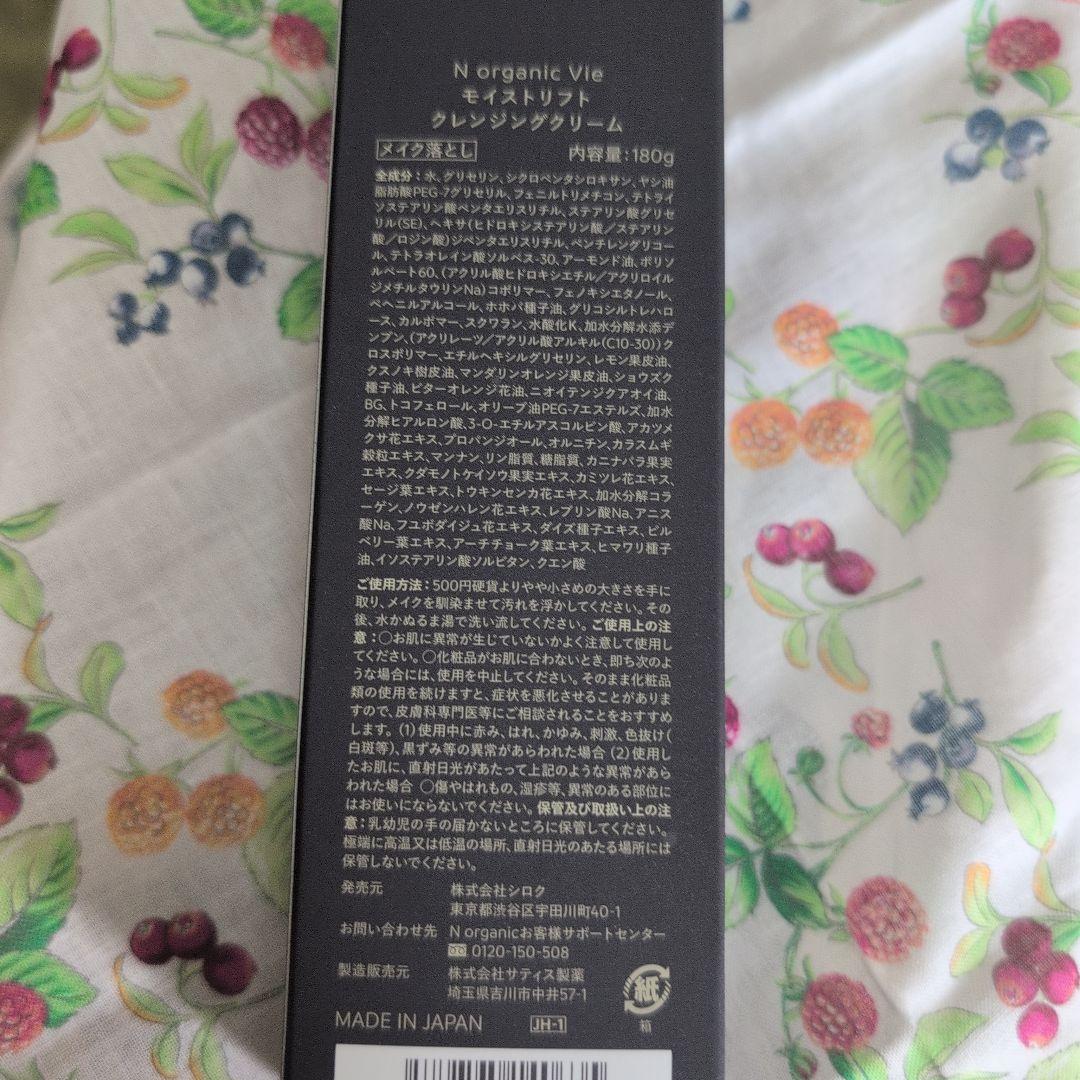 N organic Vie
モイストリフト
クレンジングクリーム
メイク落とし 内容量:180g
全成分:水、グリセリン、シクロペンタシロキサン、ヤシ油
脂肪酸PEG-7グリセリル、フェニルトリメチコン、テトライ
ソステアリン酸ペンタエリスリチル、ステアリン酸グリセ
リル(SE)、ヘキサ(ヒドロキシステアリン酸/ステアリン
酸/ロジン酸)ジペンタエリスリチル、ペンチレングリコー
ル、テトラオレイン酸ソルベス-30、アーモンド油、ポリソ
ルベート60、(アクリル酸ヒドロキシエチル/アクリロイル
ジメチルタウリンNa)コポリマー、フェノキシエタノール、
ベヘニルアルコール、ホホバ種子油、グリコシルトレハロ
ース、カルボマー、スクワラン、水酸化K、加水分解水添デ
ンプン、(アクリレーツ/アクリル酸アルキル(C10-30))ク
ロスポリマー、エチルヘキシルグリセリン、レモン果皮油、
クスノキ樹皮油、マンダリンオレンジ果皮油、ショウズク
種子油、ビターオレンジ花油、ニオイテンジクアオイ油、
BG、トコフェロール、オリーブ油PEG-7エステルズ、加水
分解ヒアルロン酸、3-O-エチルアスコルビン酸、アカツメ
クサ花エキス、プロパンジオール、オルニチン、カラスムギ
穀粒エキス、マンナン、リン脂質、糖脂質、カニナバラ果実
エキス、クダモノトケイソウ果実エキス、カミツレ花エキス、
セージ葉エキス、トウキンセンカ花エキス、加水分解コラ
ーゲン、ノウゼンハレン花エキス、レブリン酸Na、アニス
酸Na、フユボダイジュ花エキス、ダイズ種子エキス、ビル
ベリー葉エキス、アーチチョーク葉エキス、ヒマワリ種子
油、イソステアリン酸ソルビタン、クエン酸
ご使用方法:500円硬貨よりやや小さめの大きさを手に
取り、メイクを馴染ませて汚れを浮かしてください。その
後、水かぬるま湯で洗い流してください。ご使用上の注
意:○お肌に異常が生じていないかよく注意して使用し
てください。○化粧品がお肌に合わないとき、即ち次のよ
うな場合には、使用を中止してください。そのまま化粧品
類の使用を続けますと、症状を悪化させることがありま
すので、皮膚科専門医等にご相談されることをおすすめ
します。(1)使用中に赤み、はれ、かゆみ、刺激、色抜け(
白斑等)、黒ずみ等の異常があらわれた場合 (2)使用し
たお肌に、直射日光があたって上記のような異常があら
われた場合 ○傷やはれもの、湿疹等、異常のある部位に
はお使いにならないでください。保管及び取扱い上の注
意:乳幼児の手の届かないところに保管してください。
極端に高温又は低温の場所、直射日光のあたる場所には
保管しないでください。
発売元 株式会社シロク
東京都渋谷区宇田川町40-1
お問い合わせ先 N organicお客様サポートセンター
0120-150-508
製造販売元 株式会社サティス製薬
埼玉県吉川市中井57-1
紙
箱
MADE IN JAPAN JH-1